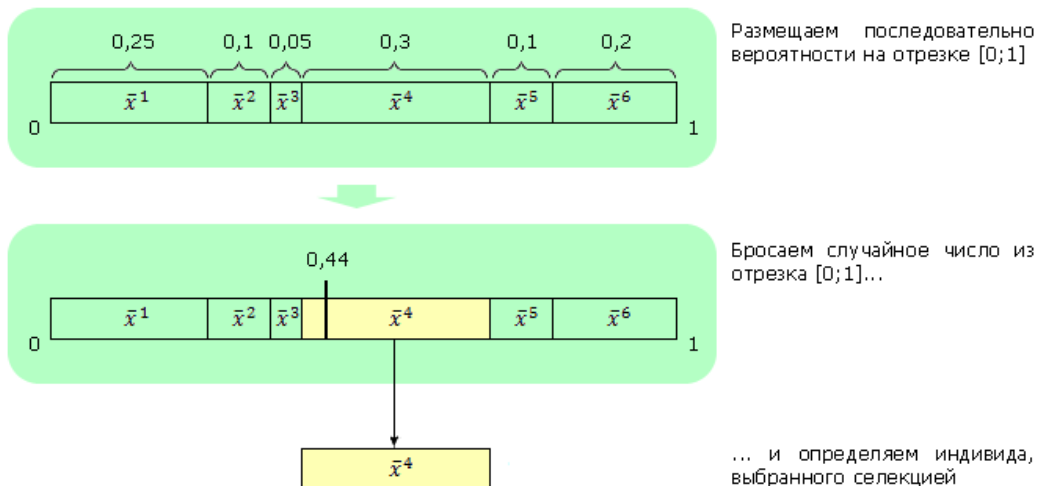 0,25 0,1 0,05 0,3 0,1 0,2
x̄¹ x̄² x̄³ x̄⁴ x̄⁵ x̄⁶
0 1
Размещаем последовательно
вероятности на отрезке [0;1]
0,44
x̄¹ x̄² x̄³ x̄⁴ x̄⁵ x̄⁶
0 1
Бросаем случайное число из
отрезка [0;1]...
x̄⁴
... и определяем индивида,
выбранного селекцией